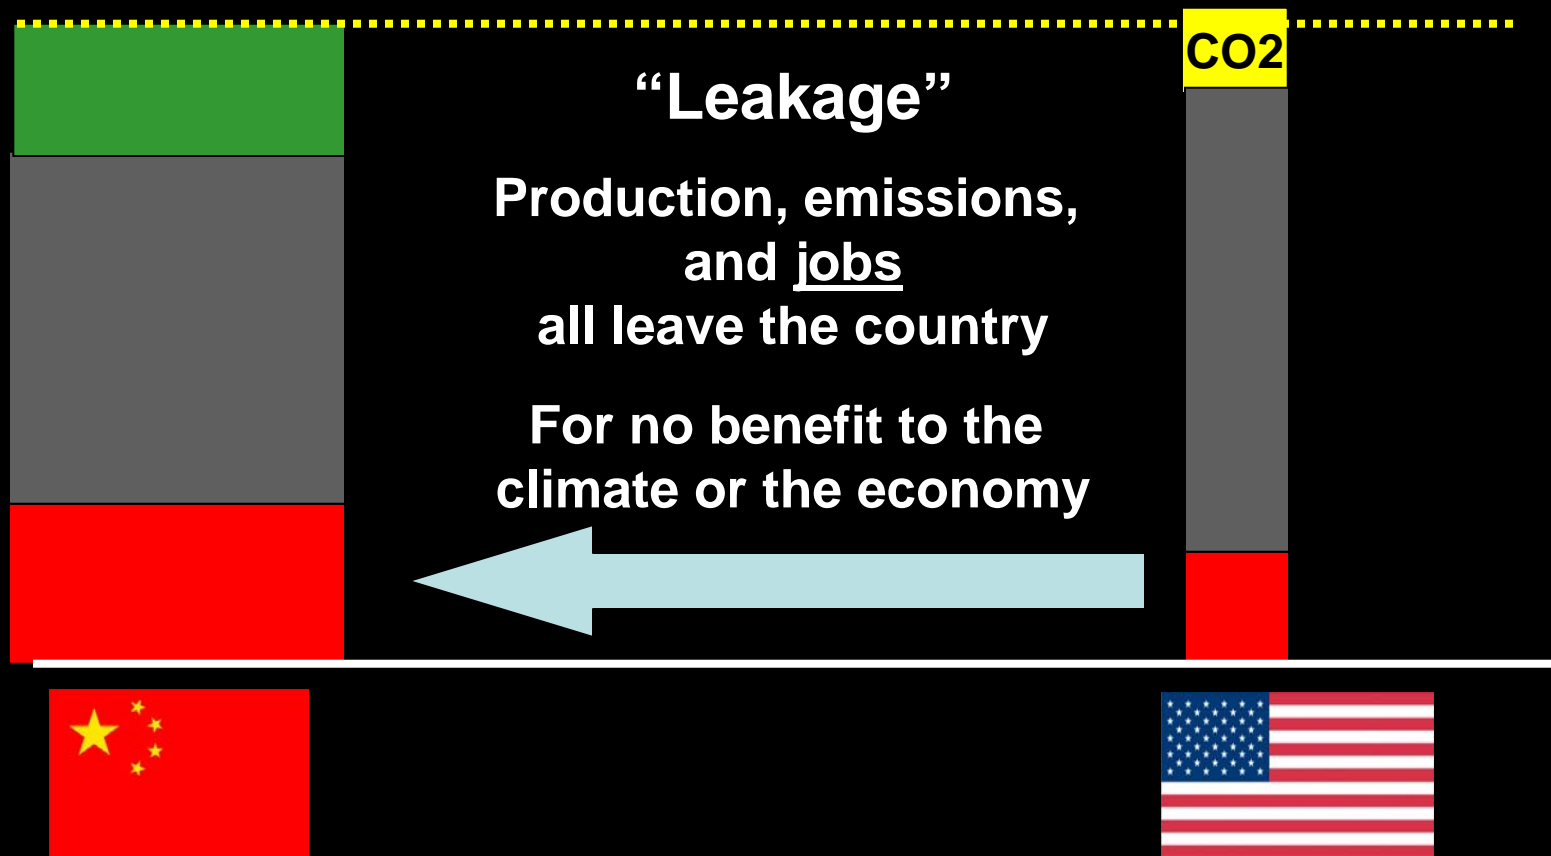 CO2
“Leakage”
Production, emissions,
and jobs
all leave the country
For no benefit to the
climate or the economy